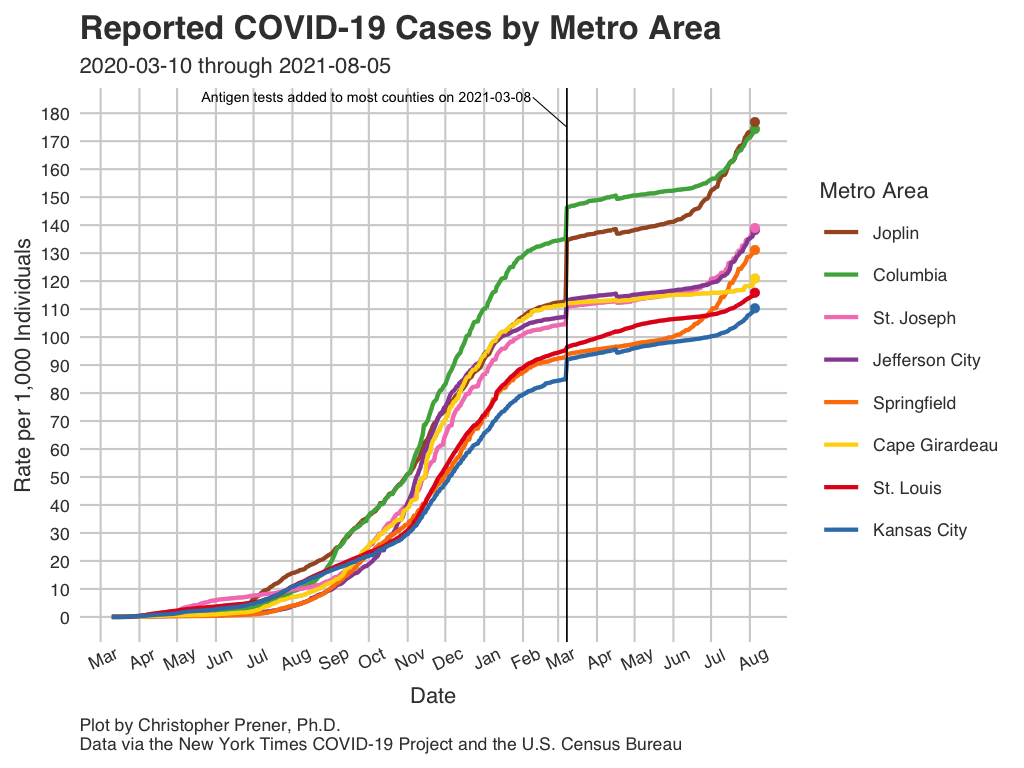 Reported COVID-19 Cases by Metro Area
2020-03-10 through 2021-08-05
Antigen tests added to most counties on 2021-03-08
Rate per 1,000 Individuals
180
170
160
150
140
130
120
110
100
90
80
70
60
50
40
30
20
10
0
Mar Apr May Jun Jul Aug Sep Oct Nov Dec Jan Feb Mar Apr May Jun Jul Aug
Date
Metro Area
Joplin
Columbia
St. Joseph
Jefferson City
Springfield
Cape Girardeau
St. Louis
Kansas City
Plot by Christopher Prener, Ph.D.
Data via the New York Times COVID-19 Project and the U.S. Census Bureau